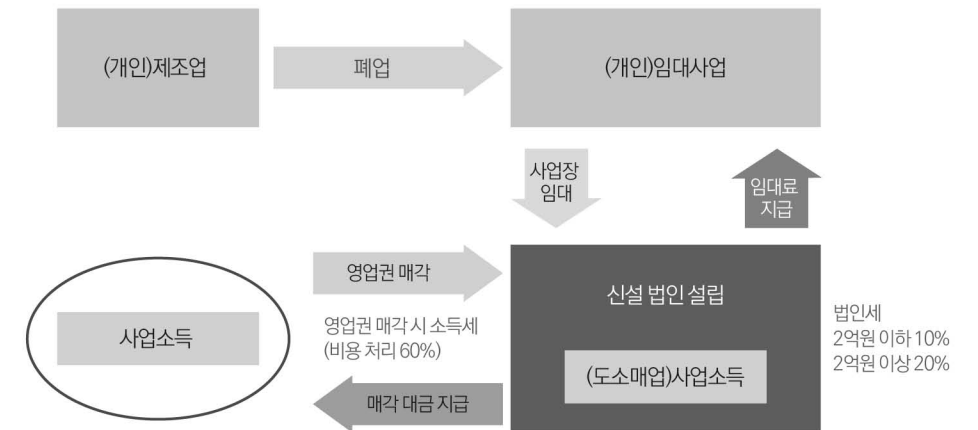 (개인)제조업
폐업
(개인)임대사업
사업장
임대
임대료
지급
영업권 매각
영업권 매각 시 소득세
(비용 처리 60%)
매각 대금 지급
사업소득
신설 법인 설립
(도소매업)사업소득
법인세
2억원 이하 10%
2억원 이상 20%